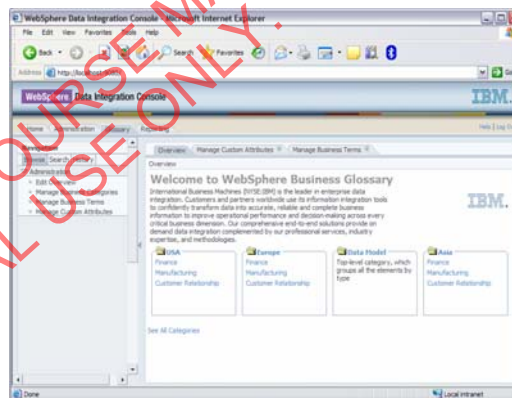 WebSphere Data Integration Console - Microsoft Internet Explorer
File Edit View Favorites Tools Help
Back Search Favorites
Address http://localhost:9080/
WebSphere Data Integration Console IBM.
Home Administration Glossary Reporting Help | Log
Navigation
Browse Search History
Overview Manage Custom Attributes Manage Business Terms
Administration
Edit Overview
Manage Business Categories
Manage Business Terms
Manage Custom Attributes
Overview
Welcome to WebSphere Business Glossary
International Business Machines (NYSE:IBM) is the leader in enterprise data
integration. Customers and partners worldwide use its information integration tools
to confidently transform data into accurate, reliable and complete business
information to improve operational performance and decision-making across every
critical business dimension. Our comprehensive end-to-end solutions provide on
demand data integration complemented by our professional services, industry
expertise, and methodologies.
IBM.
USA
Finance
Manufacturing
Customer Relationship
Europe
Finance
Manufacturing
Customer Relationship
Data Model
Top-level category, which
groups all the elements by
type
Asia
Finance
Manufacturing
Customer Relationship
See All Categories
Done Local intranet
USE ONLY.